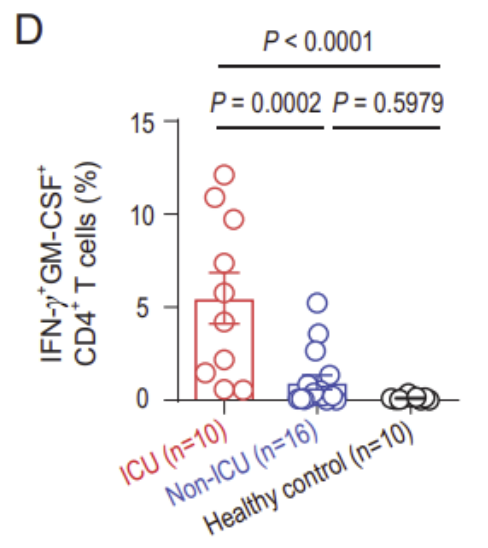 D
P < 0.0001
P = 0.0002 P = 0.5979
IFN-γ⁺GM-CSF⁺
CD4⁺ T cells (%)
15
10
5
0
ICU (n=10)
Non-ICU (n=16)
Healthy control (n=10)